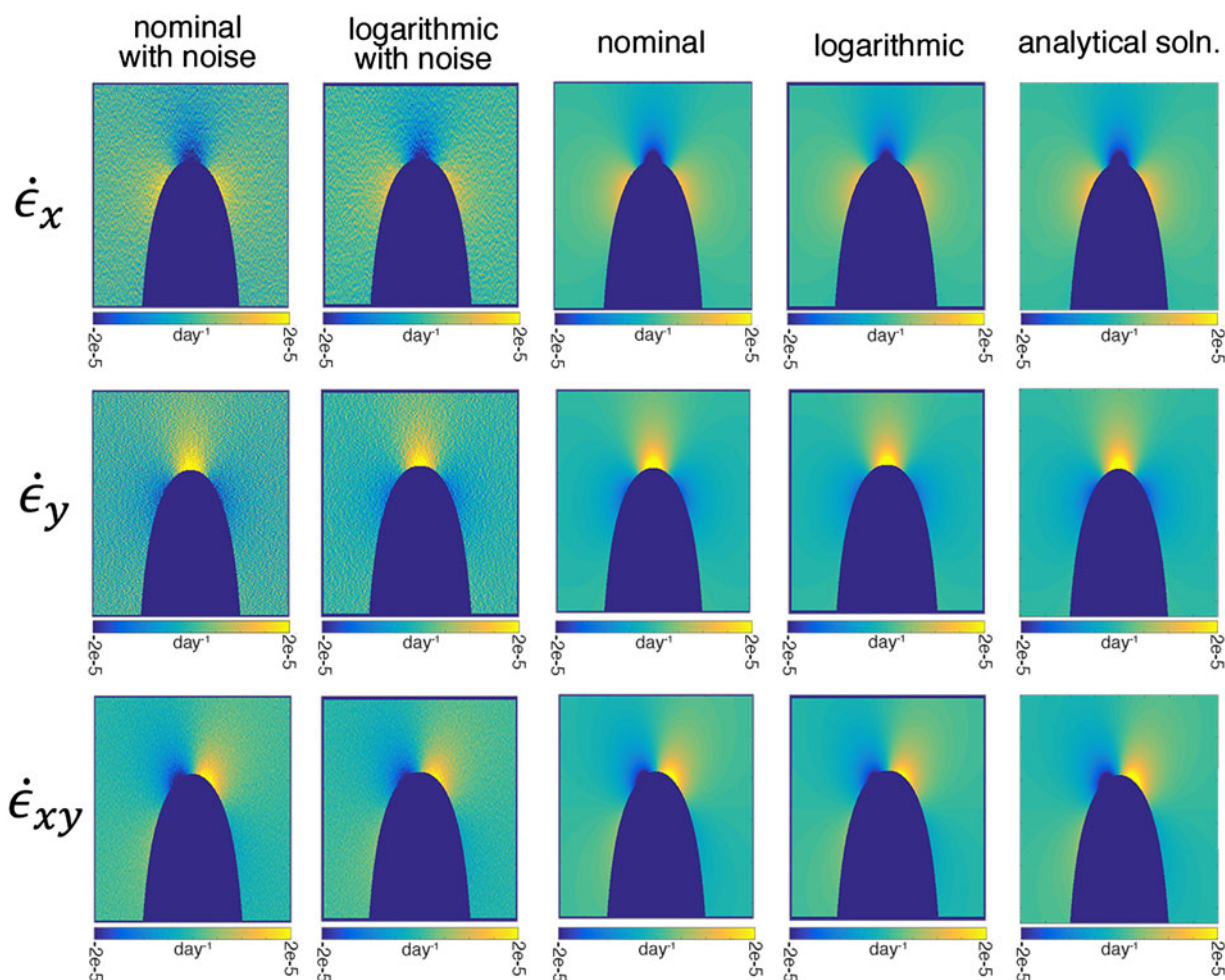 nominal with noise
logarithmic with noise
nominal
logarithmic
analytical soln.
ϵ̇x
-2e-5 day⁻¹ 2e-5
-2e-5 day⁻¹ 2e-5
-2e-5 day⁻¹ 2e-5
-2e-5 day⁻¹ 2e-5
-2e-5 day⁻¹ 2e-5
ϵ̇y
-2e-5 day⁻¹ 2e-5
-2e-5 day⁻¹ 2e-5
-2e-5 day⁻¹ 2e-5
-2e-5 day⁻¹ 2e-5
-2e-5 day⁻¹ 2e-5
ϵ̇xy
-2e-5 day⁻¹ 2e-5
-2e-5 day⁻¹ 2e-5
-2e-5 day⁻¹ 2e-5
-2e-5 day⁻¹ 2e-5
-2e-5 day⁻¹ 2e-5